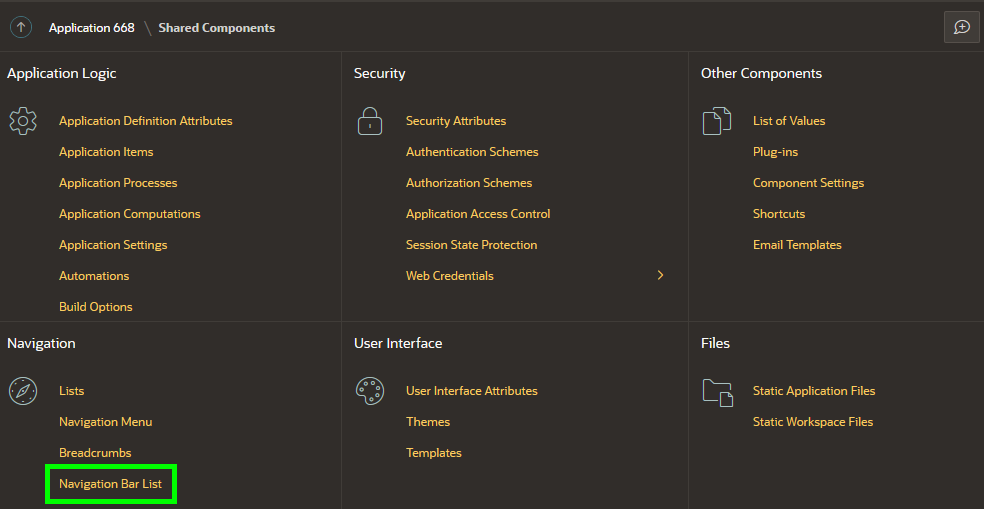 Application 668 \ Shared Components
Application Logic
Application Definition Attributes
Application Items
Application Processes
Application Computations
Application Settings
Automations
Build Options
Security
Security Attributes
Authentication Schemes
Authorization Schemes
Application Access Control
Session State Protection
Web Credentials
Other Components
List of Values
Plug-ins
Component Settings
Shortcuts
Email Templates
Navigation
Lists
Navigation Menu
Breadcrumbs
Navigation Bar List
User Interface
User Interface Attributes
Themes
Templates
Files
Static Application Files
Static Workspace Files